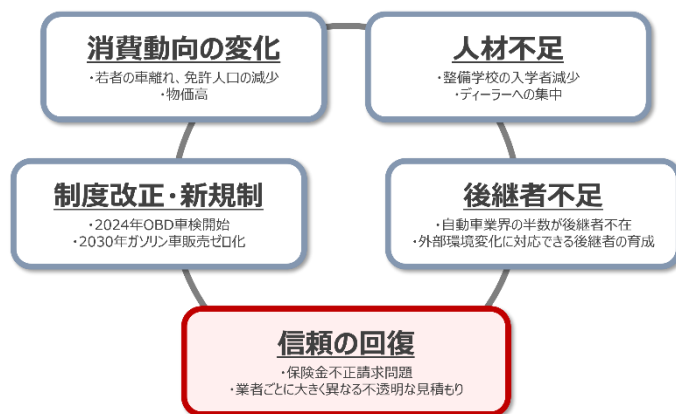 消費動向の変化
・若者の車離れ、免許人口の減少
・物価高
人材不足
・整備学校の入学者減少
・ディーラーへの集中
制度改正・新規制
・2024年OBD車検開始
・2030年ガソリン車販売ゼロ化
後継者不足
・自動車業界の半数が後継者不在
・外部環境変化に対応できる後継者の育成
信頼の回復
・保険金不正請求問題
・業者ごとに大きく異なる不透明な見積もり